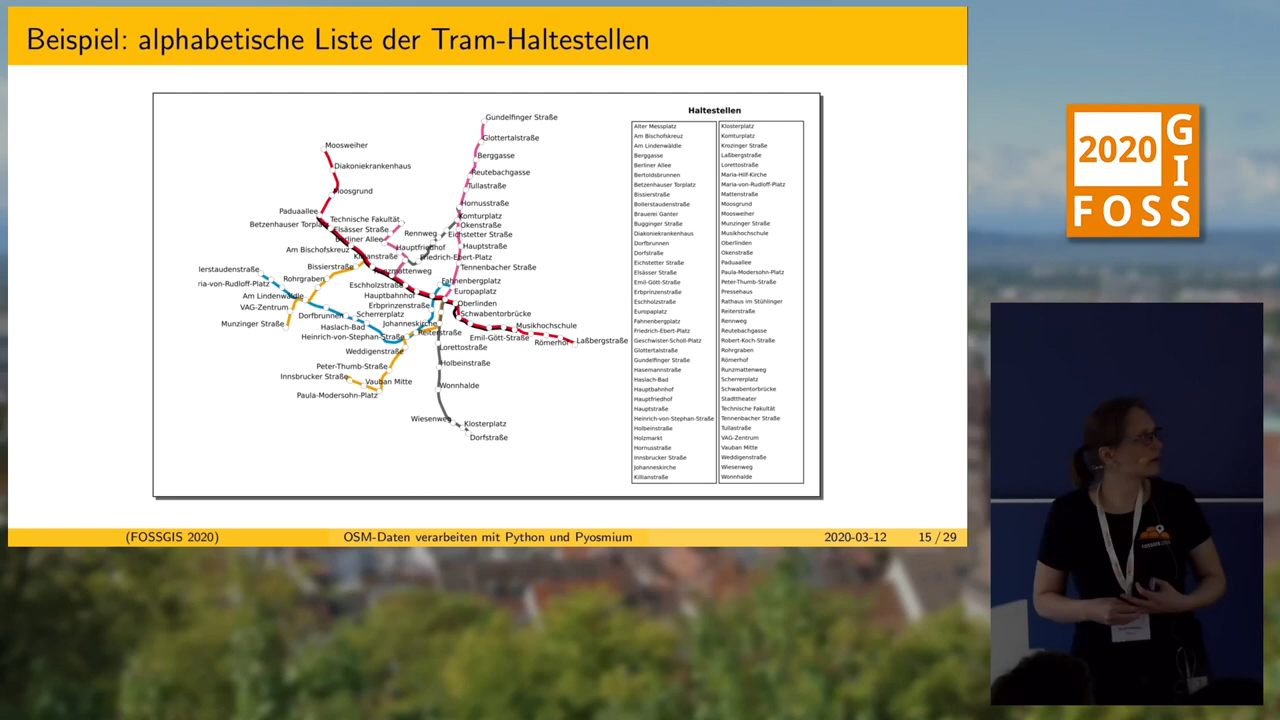 Beispiel: alphabetische Liste der Tram-Haltestellen
Gundelfinger Straße
Glottertalstraße
Berggasse
Reutebachgasse
Tullastraße
Hornusstraße
Komturplatz
Okenstraße
Eichstetter Straße
Rennweg
Hauptfriedhof
Hauptstraße
Friedrich-Ebert-Platz
Tennenbacher Straße
Fahnenbergplatz
Europaplatz
Moosweiher
Diakoniekrankenhaus
Moosgrund
Paduaallee
Betzenhauser Torplatz
Technische Fakultät
Elsässer Straße
Berliner Allee
Am Bischofskreuz
Killianstraße
Runzmattenweg
Bissierstraße
Eschholzstraße
Hauptbahnhof
Erbprinzenstraße
lerstaudenstraße
ria-von-Rudloff-Platz
Rohrgraben
Am Lindenwäldle
VAG-Zentrum
Munzinger Straße
Dorfbrunnen
Scherrerplatz
Haslach-Bad
Johanneskirche
Heinrich-von-Stephan-Straße
Reiterstraße
Oberlinden
Schwabentorbrücke
Musikhochschule
Emil-Gött-Straße
Römerhof
Laßbergstraße
Weddigenstraße
Lorettostraße
Peter-Thumb-Straße
Holbeinstraße
Innsbrucker Straße
Vauban Mitte
Paula-Modersohn-Platz
Wonnhalde
Wiesenweg
Klosterplatz
Dorfstraße
Haltestellen
Alter Messplatz
Am Bischofskreuz
Am Lindenwäldle
Berggasse
Berliner Allee
Bertoldsbrunnen
Betzenhauser Torplatz
Bissierstraße
Bollerstaudenstraße
Brauerei Ganter
Bugginger Straße
Diakoniekrankenhaus
Dorfbrunnen
Dorfstraße
Eichstetter Straße
Elsässer Straße
Emil-Gött-Straße
Erbprinzenstraße
Eschholzstraße
Europaplatz
Fahnenbergplatz
Friedrich-Ebert-Platz
Geschwister-Scholl-Platz
Glottertalstraße
Gundelfinger Straße
Hasemannstraße
Haslach-Bad
Hauptbahnhof
Hauptfriedhof
Hauptstraße
Heinrich-von-Stephan-Straße
Holbeinstraße
Holzmarkt
Hornusstraße
Innsbrucker Straße
Johanneskirche
Killianstraße
Klosterplatz
Komturplatz
Krozinger Straße
Laßbergstraße
Lorettostraße
Maria-Hilf-Kirche
Maria-von-Rudloff-Platz
Mattenstraße
Moosgrund
Moosweiher
Munzinger Straße
Musikhochschule
Oberlinden
Okenstraße
Paduaallee
Paula-Modersohn-Platz
Peter-Thumb-Straße
Pressehaus
Rathaus im Stühlinger
Reiterstraße
Rennweg
Reutebachgasse
Robert-Koch-Straße
Rohrgraben
Römerhof
Runzmattenweg
Scherrerplatz
Schwabentorbrücke
Stadttheater
Technische Fakultät
Tennenbacher Straße
Tullastraße
VAG-Zentrum
Vauban Mitte
Weddigenstraße
Wiesenweg
Wonnhalde
(FOSSGIS 2020) OSM-Daten verarbeiten mit Python und Pyosmium 2020-03-12 15 / 29
2020
FOSSGIS